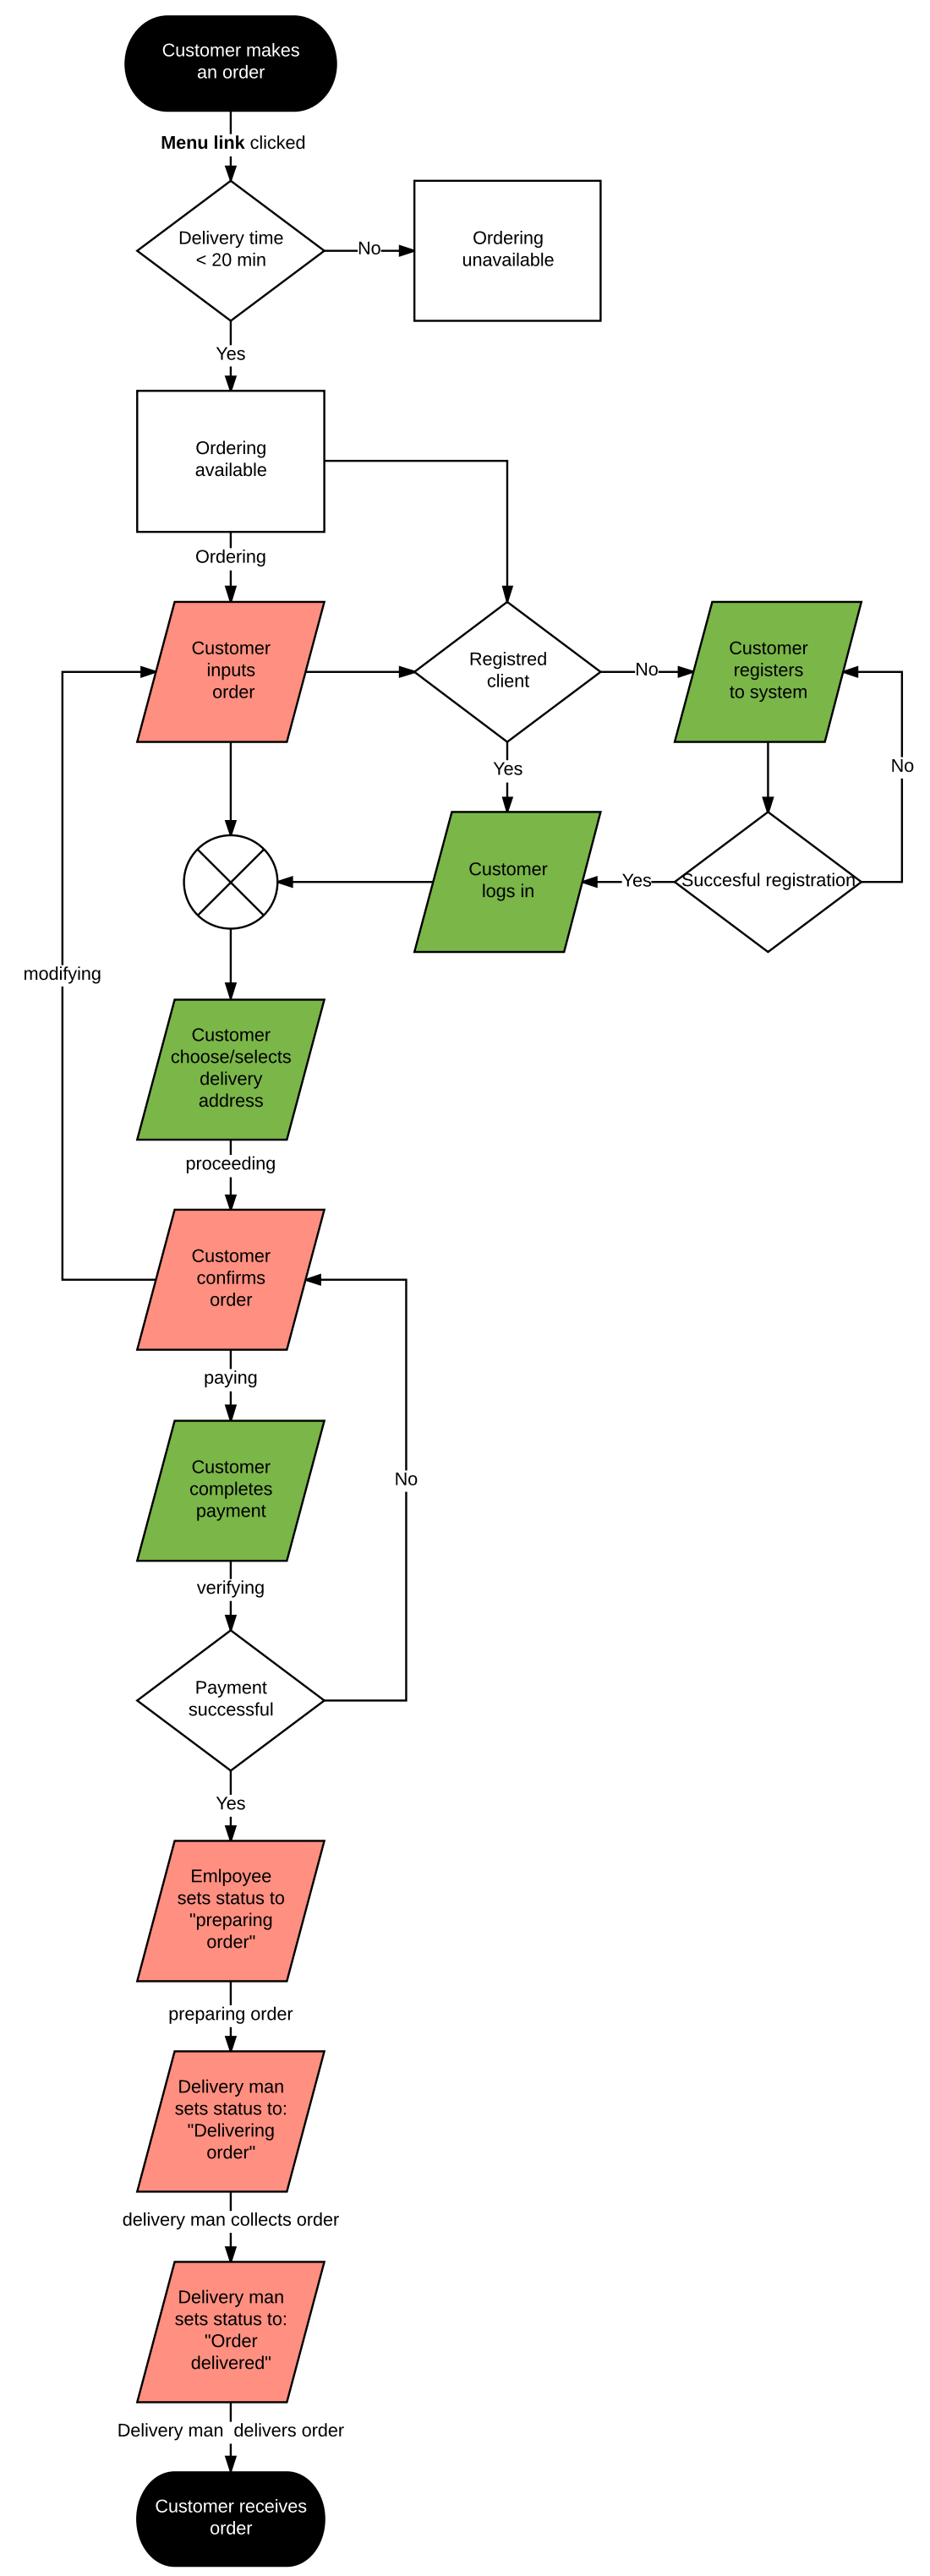 Customer makes
an order
Menu link clicked
Delivery time
< 20 min
No
Ordering
unavailable
Yes
Ordering
available
Ordering
Customer
inputs
order
Registred
client
No
Customer
registers
to system
Yes
No
Customer
logs in
Yes
Succesful registration
modifying
Customer
choose/selects
delivery
address
proceeding
Customer
confirms
order
paying
Customer
completes
payment
No
verifying
Payment
successful
Yes
Emlpoyee
sets status to
"preparing
order"
preparing order
Delivery man
sets status to:
"Delivering
order"
delivery man collects order
Delivery man
sets status to:
"Order
delivered"
Delivery man  delivers order
Customer receives
order